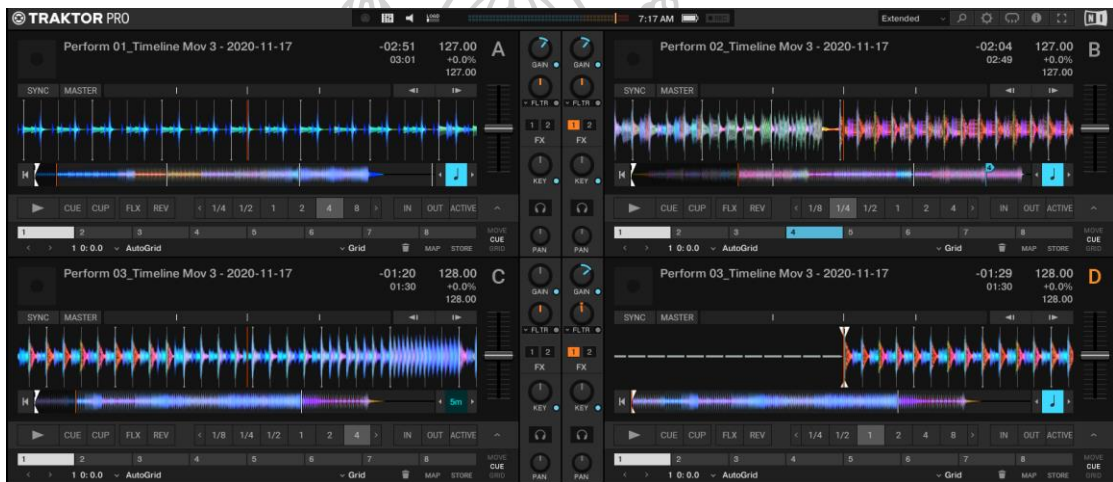 TRAKTOR PRO
LOAD
7:17 AM
Extended
Perform 01_Timeline Mov 3 - 2020-11-17
-02:51 127.00 A
03:01 +0.0%
127.00
SYNC MASTER
CUE CUP FLX REV 1/4 1/2 1 2 4 8 IN OUT ACTIVE
1 2 3 4 5 6 7 8
1 0: 0.0 AutoGrid Grid MAP STORE
MOVE
CUE
GRID
GAIN GAIN
FLTR FLTR
1 2 1 2
FX FX
KEY KEY
PAN PAN
Perform 02_Timeline Mov 3 - 2020-11-17
-02:04 127.00 B
02:49 +0.0%
127.00
SYNC MASTER
4
CUE CUP FLX REV 1/8 1/4 1/2 1 2 4 IN OUT ACTIVE
1 2 3 4 5 6 7 8
1 0: 0.0 AutoGrid Grid MAP STORE
MOVE
CUE
GRID
Perform 03_Timeline Mov 3 - 2020-11-17
-01:20 128.00 C
01:30 +0.0%
128.00
SYNC MASTER
5m
CUE CUP FLX REV 1/8 1/4 1/2 1 2 4 IN OUT ACTIVE
1 2 3 4 5 6 7 8
1 0: 0.0 AutoGrid Grid MAP STORE
MOVE
CUE
GRID
GAIN GAIN
FLTR FLTR
1 2 1 2
FX FX
KEY KEY
PAN PAN
Perform 03_Timeline Mov 3 - 2020-11-17
-01:29 128.00 D
01:30 +0.0%
128.00
SYNC MASTER
CUE CUP FLX REV 1/4 1/2 1 2 4 8 IN OUT ACTIVE
1 2 3 4 5 6 7 8
1 0: 0.0 AutoGrid Grid MAP STORE
MOVE
CUE
GRID